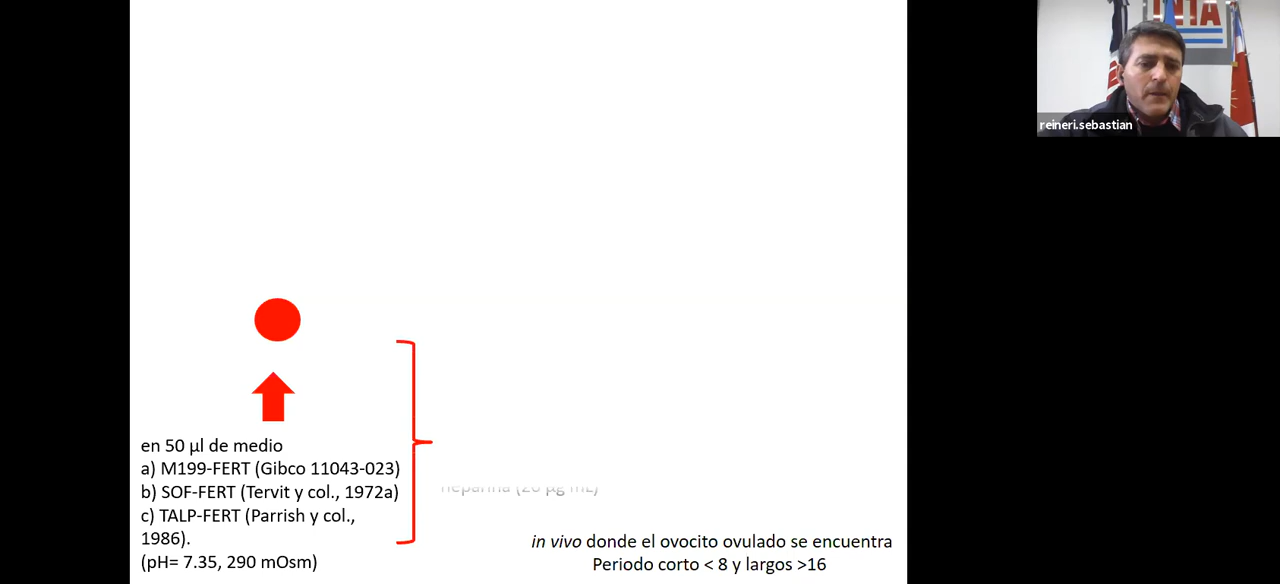 INTA
reineri.sebastian
en 50 µl de medio
a) M199-FERT (Gibco 11043-023)
b) SOF-FERT (Tervit y col., 1972a)
c) TALP-FERT (Parrish y col.,
1986).
(pH= 7.35, 290 mOsm)
in vivo donde el ovocito ovulado se encuentra
Periodo corto < 8 y largos >16